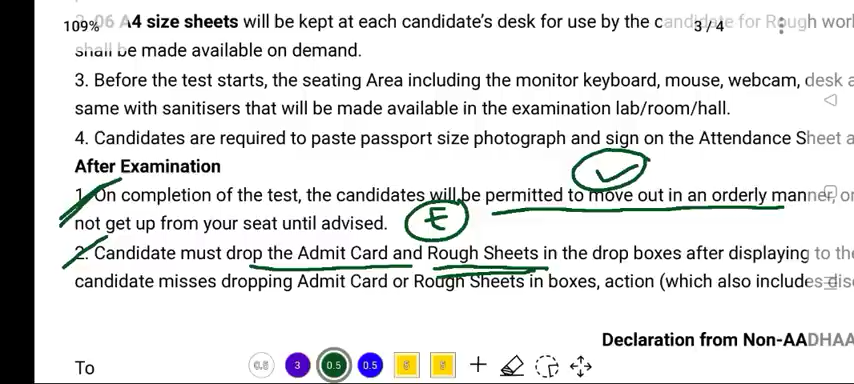 109%
3 / 4
2. 06 A4 size sheets will be kept at each candidate's desk for use by the candidate for Rough
shall be made available on demand.
3. Before the test starts, the seating Area including the monitor keyboard, mouse, webcam, desk
same with sanitisers that will be made available in the examination lab/room/hall.
4. Candidates are required to paste passport size photograph and sign on the Attendance Sheet
After Examination
1. On completion of the test, the candidates will be permitted to move out in an orderly manner,
not get up from your seat until advised.
E
2. Candidate must drop the Admit Card and Rough Sheets in the drop boxes after displaying to
candidate misses dropping Admit Card or Rough Sheets in boxes, action (which also includes
Declaration from Non-AADHAA
To
0.5 3 0.5 0.5